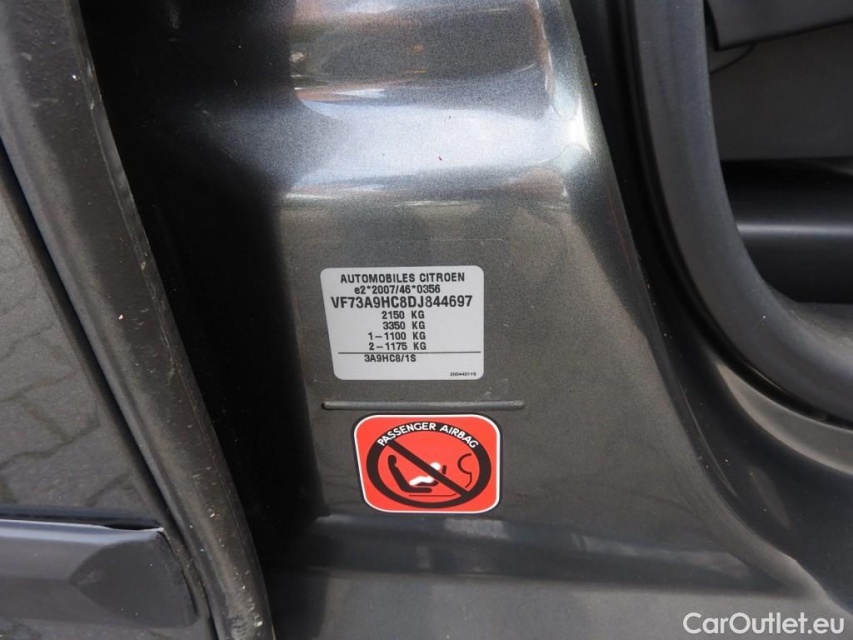 AUTOMOBILES CITROEN
e2*2007/46*0356
VF73A9HC8DJ844697
2150 KG
3350 KG
1-1100 KG
2-1175 KG
3A9HC8/1S
PASSENGER AIRBAG
CarOutlet.eu